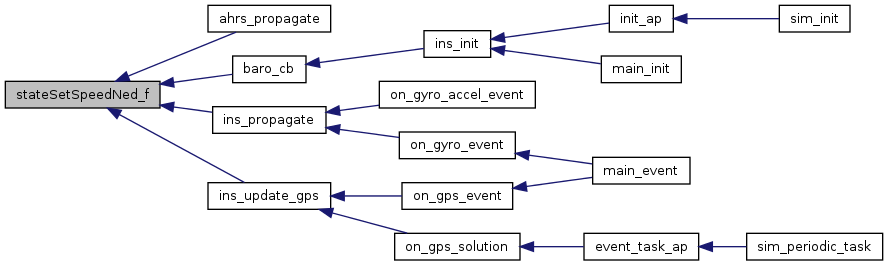 ahrs_propagate
init_ap
sim_init
ins_init
baro_cb
main_init
stateSetSpeedNed_f
on_gyro_accel_event
ins_propagate
on_gyro_event
main_event
ins_update_gps
on_gps_event
on_gps_solution
event_task_ap
sim_periodic_task